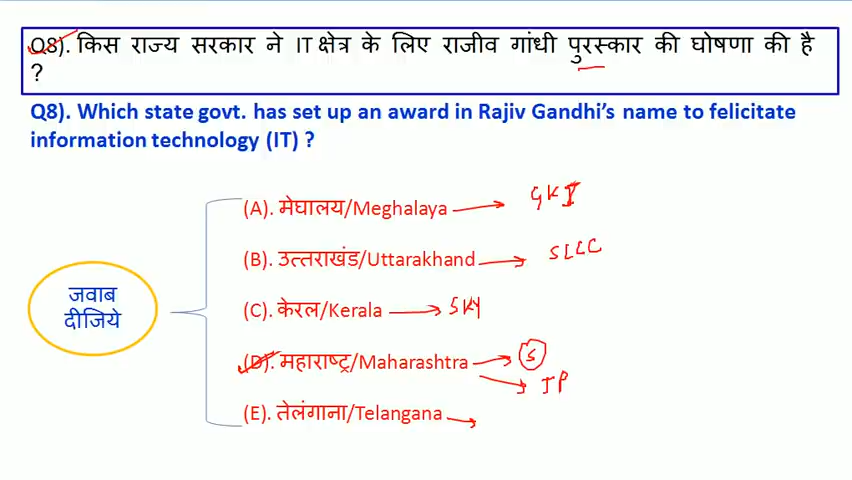 Q8). किस राज्य सरकार ने IT क्षेत्र के लिए राजीव गांधी पुरस्कार की घोषणा की है
?
Q8). Which state govt. has set up an award in Rajiv Gandhi's name to felicitate
information technology (IT) ?
(A). मेघालय/Meghalaya
(B). उत्तराखंड/Uttarakhand
जवाब
दीजिये
(C). केरल/Kerala SKY
(D). महाराष्ट्र/Maharashtra S
(E). तेलंगाना/Telangana